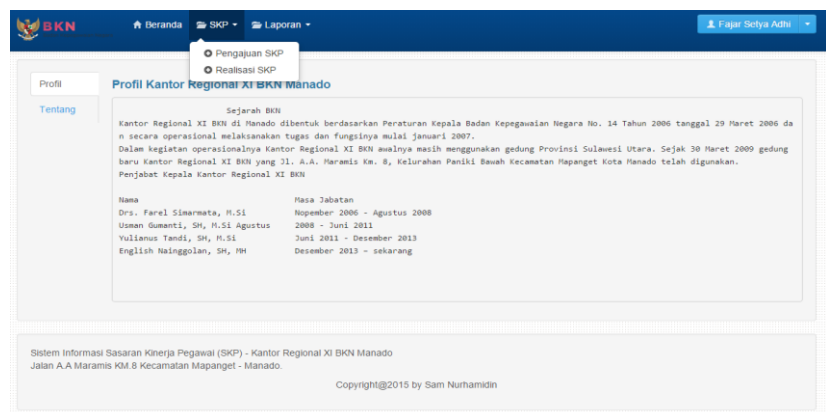 BKN
Beranda SKP Laporan Fajar Setya Adhi
Pengajuan SKP
Realisasi SKP
Profil
Tentang
Profil Kantor Regional XI BKN Manado
Sejarah BKN
Kantor Regional XI BKN di Manado dibentuk berdasarkan Peraturan Kepala Badan Kepegawaian Negara No. 14 Tahun 2006 tanggal 29 Maret 2006 da
n secara operasional melaksanakan tugas dan fungsinya mulai januari 2007.
Dalam kegiatan operasionalnya Kantor Regional XI BKN awalnya masih menggunakan gedung Provinsi Sulawesi Utara. Sejak 30 Maret 2009 gedung
baru Kantor Regional XI BKN yang Jl. A.A. Maramis Km. 8, Kelurahan Paniki Bawah Kecamatan Mapanget Kota Manado telah digunakan.
Penjabat Kepala Kantor Regional XI BKN
Nama Masa Jabatan
Drs. Farel Simarmata, M.Si Nopember 2006 - Agustus 2008
Usman Gumanti, SH, M.Si Agustus 2008 - Juni 2011
Yulianus Tandi, SH, M.Si Juni 2011 - Desember 2013
English Nainggolan, SH, MH Desember 2013 – sekarang
Sistem Informasi Sasaran Kinerja Pegawai (SKP) - Kantor Regional XI BKN Manado
Jalan A.A Maramis KM.8 Kecamatan Mapanget - Manado.
Copyright@2015 by Sam Nurhamidin